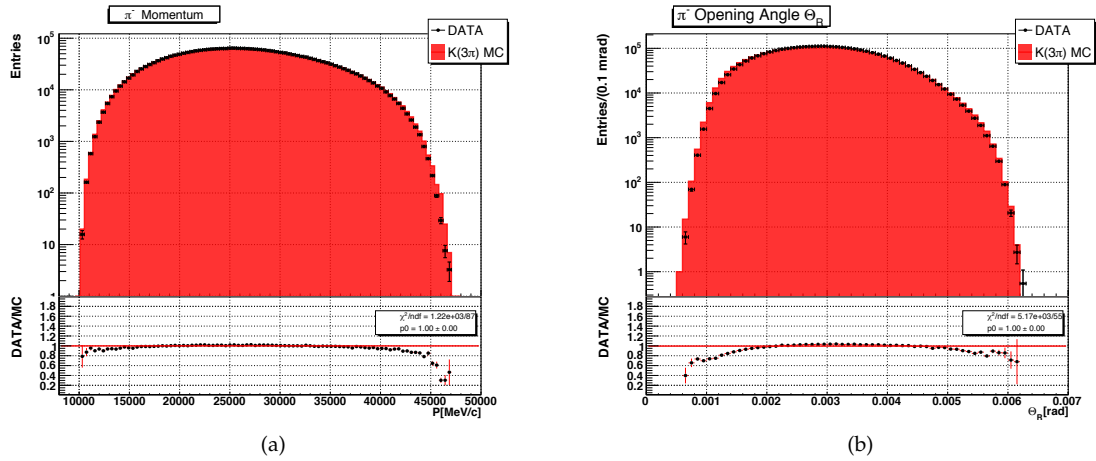 π⁻ Momentum
Entries
DATA
K(3π) MC
10⁵
10⁴
10³
10²
10
1
DATA/MC
1.8
1.6
1.4
1.2
1
0.8
0.6
0.4
0.2
χ²/ndf = 1.22e+03/87
p0 = 1.00 ± 0.00
10000 15000 20000 25000 30000 35000 40000 45000 50000
P[MeV/c]
(a)
π⁻ Opening Angle Θ_R
Entries/(0.1 mrad)
DATA
K(3π) MC
10⁵
10⁴
10³
10²
10
1
DATA/MC
1.8
1.6
1.4
1.2
1
0.8
0.6
0.4
0.2
χ²/ndf = 5.17e+03/55
p0 = 1.00 ± 0.00
0 0.001 0.002 0.003 0.004 0.005 0.006 0.007
Θ_R[rad]
(b)